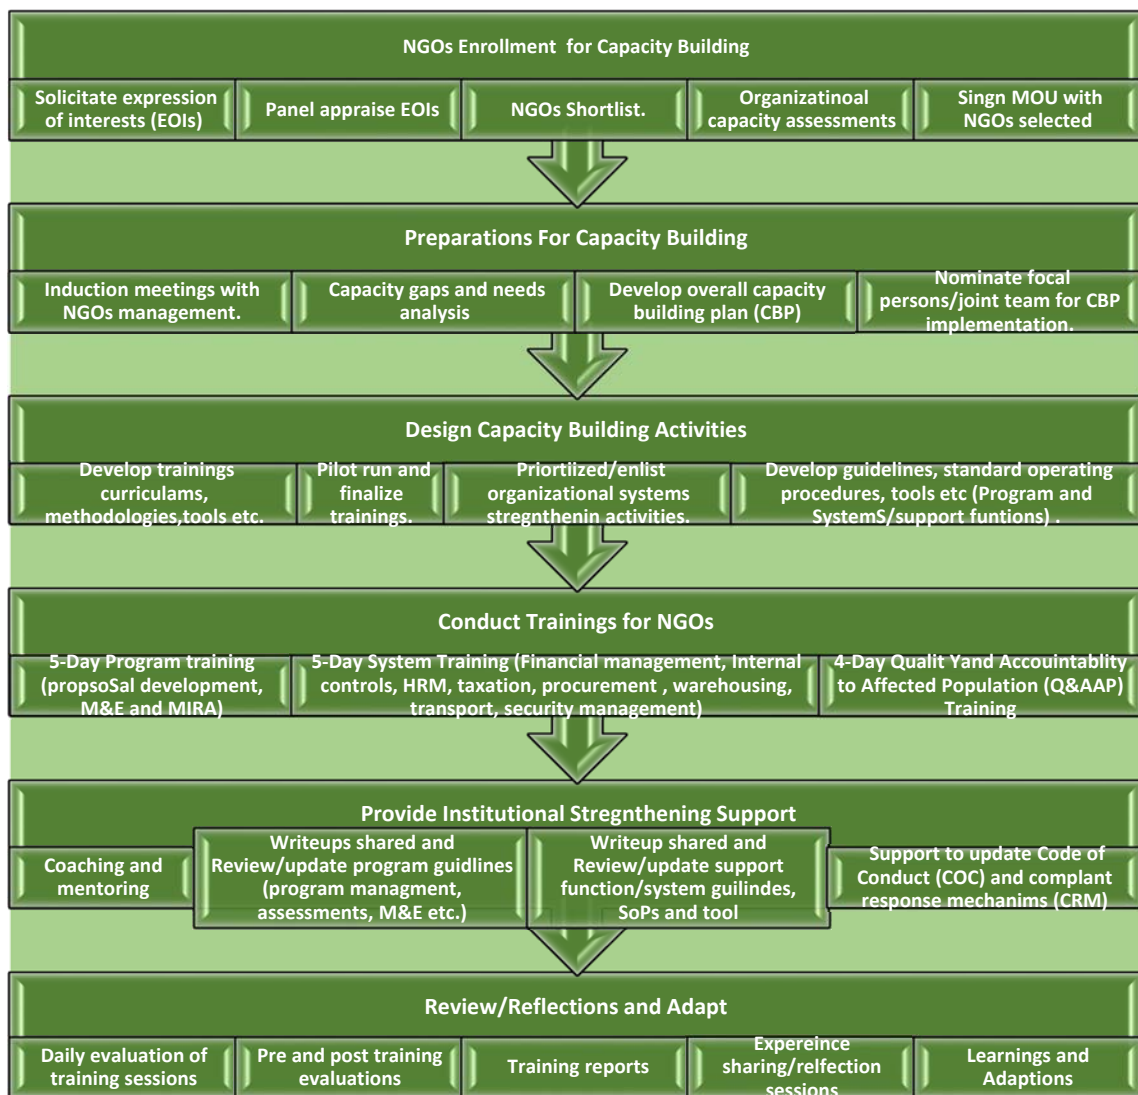 NGOs Enrollment for Capacity Building
Solicitate expression
of interests (EOIs)
Panel appraise EOIs
NGOs Shortlist.
Organizatinoal
capacity assessments
Singn MOU with
NGOs selected
Preparations For Capacity Building
Induction meetings with
NGOs management.
Capacity gaps and needs
analysis
Develop overall capacity
building plan (CBP)
Nominate focal
persons/joint team for CBP
implementation.
Design Capacity Building Activities
Develop trainings
curriculams,
methodologies,tools etc.
Pilot run and
finalize
trainings.
Priortiized/enlist
organizational systems
stregnthenin activities.
Develop guidelines, standard operating
procedures, tools etc (Program and
SystemS/support funtions) .
Conduct Trainings for NGOs
5-Day Program training
(propsoSal development,
M&E and MIRA)
5-Day System Training (Financial management, Internal
controls, HRM, taxation, procurement , warehousing,
transport, security management)
4-Day Qualit Yand Accountablity
to Affected Population (Q&AAP)
Training
Provide Institutional Stregnthening Support
Coaching and
mentoring
Writeups shared and
Review/update program guidlines
(program managment,
assessments, M&E etc.)
Writeup shared and
Review/update support
function/system guilindes,
SoPs and tool
Support to update Code of
Conduct (COC) and complant
response mechanims (CRM)
Review/Reflections and Adapt
Daily evaluation of
training sessions
Pre and post training
evaluations
Training reports
Expereince
sharing/relfection
sessions
Learnings and
Adaptions